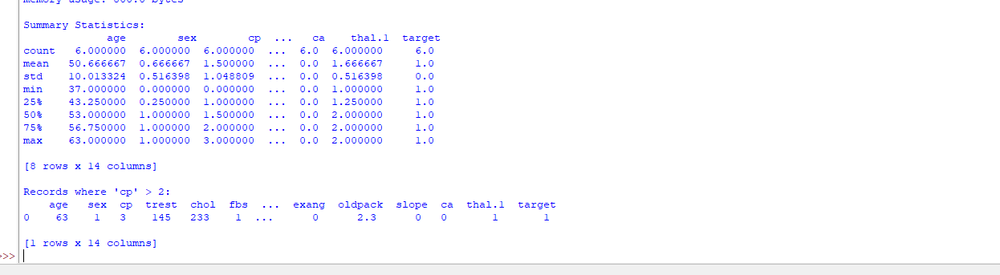 memory usage: 800.0 bytes
Summary Statistics:
age sex cp ... ca thal.1 target
count 6.000000 6.000000 6.000000 ... 6.0 6.000000 6.0
mean 50.666667 0.666667 1.500000 ... 0.0 1.666667 1.0
std 10.013324 0.516398 1.048809 ... 0.0 0.516398 0.0
min 37.000000 0.000000 0.000000 ... 0.0 1.000000 1.0
25% 43.250000 0.250000 1.000000 ... 0.0 1.250000 1.0
50% 53.000000 1.000000 1.500000 ... 0.0 2.000000 1.0
75% 56.750000 1.000000 2.000000 ... 0.0 2.000000 1.0
max 63.000000 1.000000 3.000000 ... 0.0 2.000000 1.0
[8 rows x 14 columns]
Records where 'cp' > 2:
age sex cp trest chol fbs ... exang oldpack slope ca thal.1 target
0 63 1 3 145 233 1 ... 0 2.3 0 0 1 1
[1 rows x 14 columns]
>>>